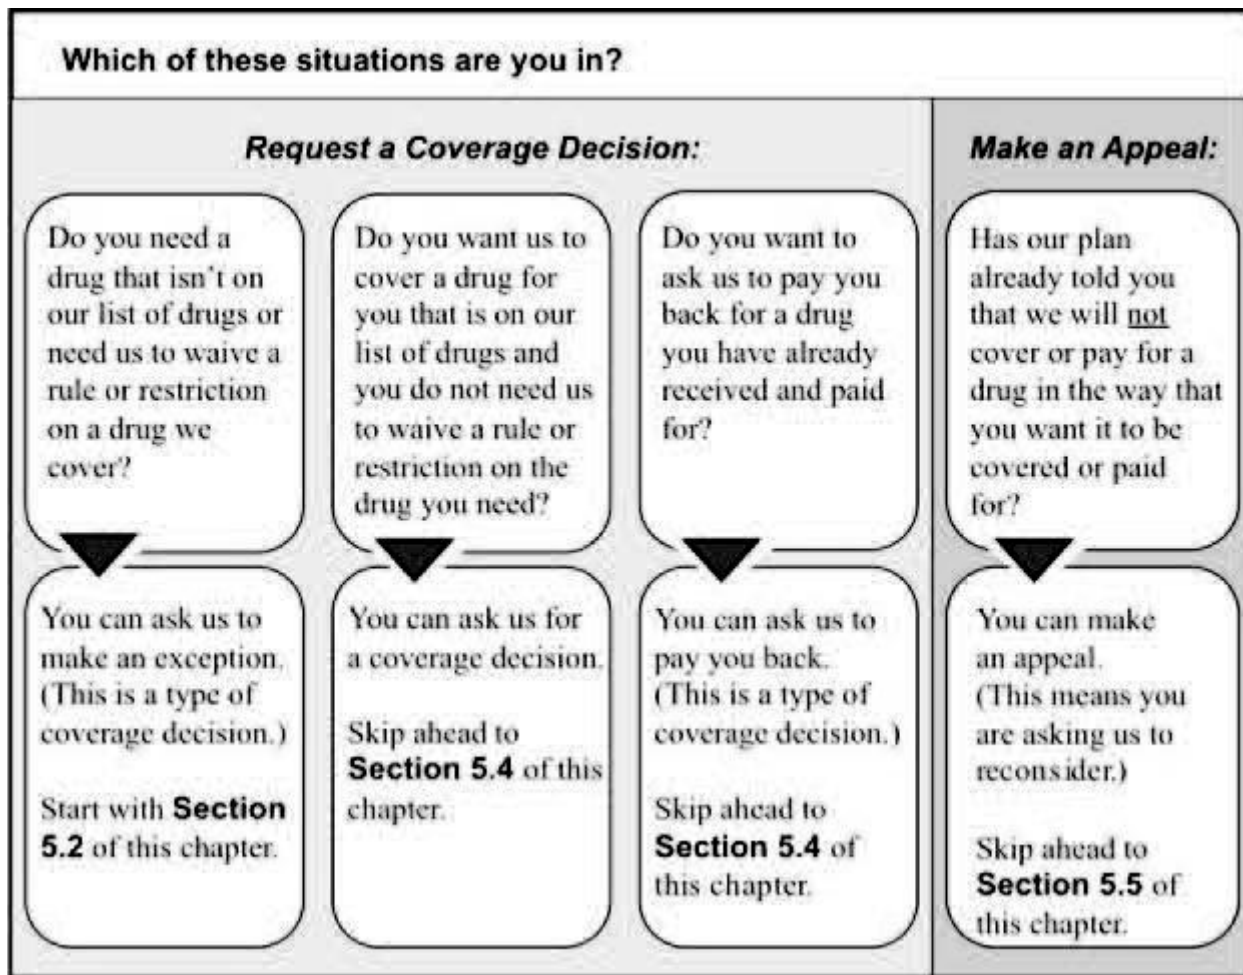 Which of these situations are you in?
Request a Coverage Decision:
Do you need a
drug that isn't on
our list of drugs or
need us to waive a
rule or restriction
on a drug we
cover?
You can ask us to
make an exception.
(This is a type of
coverage decision.)
Start with Section
5.2 of this chapter.
Do you want us to
cover a drug for
you that is on our
list of drugs and
you do not need us
to waive a rule or
restriction on the
drug you need?
You can ask us for
a coverage decision.
Skip ahead to
Section 5.4 of this
chapter.
Do you want to
ask us to pay you
back for a drug
you have already
received and paid
for?
You can ask us to
pay you back.
(This is a type of
coverage decision.)
Skip ahead to
Section 5.4 of
this chapter.
Make an Appeal:
Has our plan
already told you
that we will not
cover or pay for a
drug in the way that
you want it to be
covered or paid
for?
You can make
an appeal.
(This means you
are asking us to
reconsider.)
Skip ahead to
Section 5.5 of
this chapter.